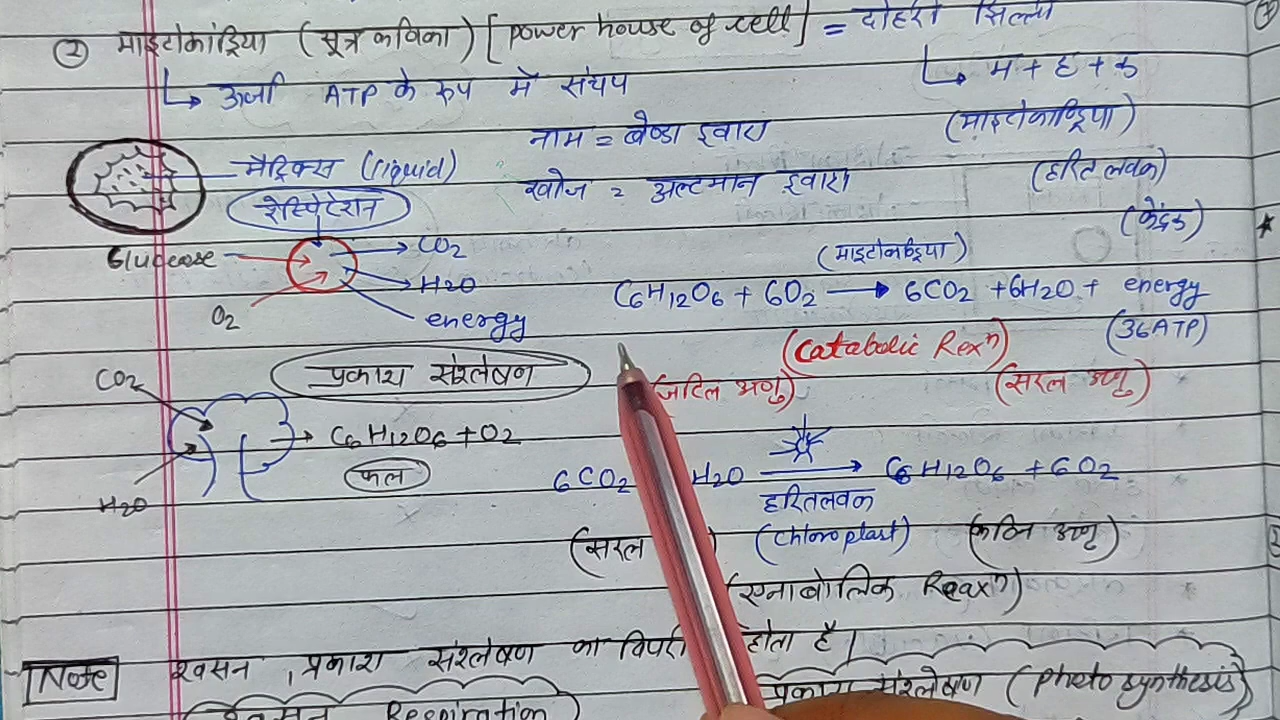 ② माइटोकांड्रिया (सूत्र कणिका) [power house of cell] = दोहरी झिल्ली
↳ ऊर्जा ATP के रूप में संचय
↳ म + ह + क
नाम = बेण्डा द्वारा
(माइटोकाण्ड्रिया)
मैट्रिक्स (liquid)
खोज = अल्टमान द्वारा
(हरित लवक)
रेस्पिरेशन
(केंद्रक)
Glucose
CO2
(माइटोकांड्रिया)
H2O
C6H12O6 + 6O2 → 6CO2 + 6H2O + energy
O2
energy
(Catabolic Rexⁿ)
(36ATP)
CO2
प्रकाश संश्लेषण
(जटिल अणु)
(सरल अणु)
→ C6H12O6 + O2
फल
6CO2 H2O → C6H12O6 + 6O2
H2O
हरितलवक
(सरल )
(Chloroplast)
(कठिन अणु)
(एनाबोलिक Reaxⁿ)
Note श्वसन, प्रकाश संश्लेषण का विपरी होता है।
श्वसन Respiration)
प्रकाश संश्लेषण (Photosynthesis)